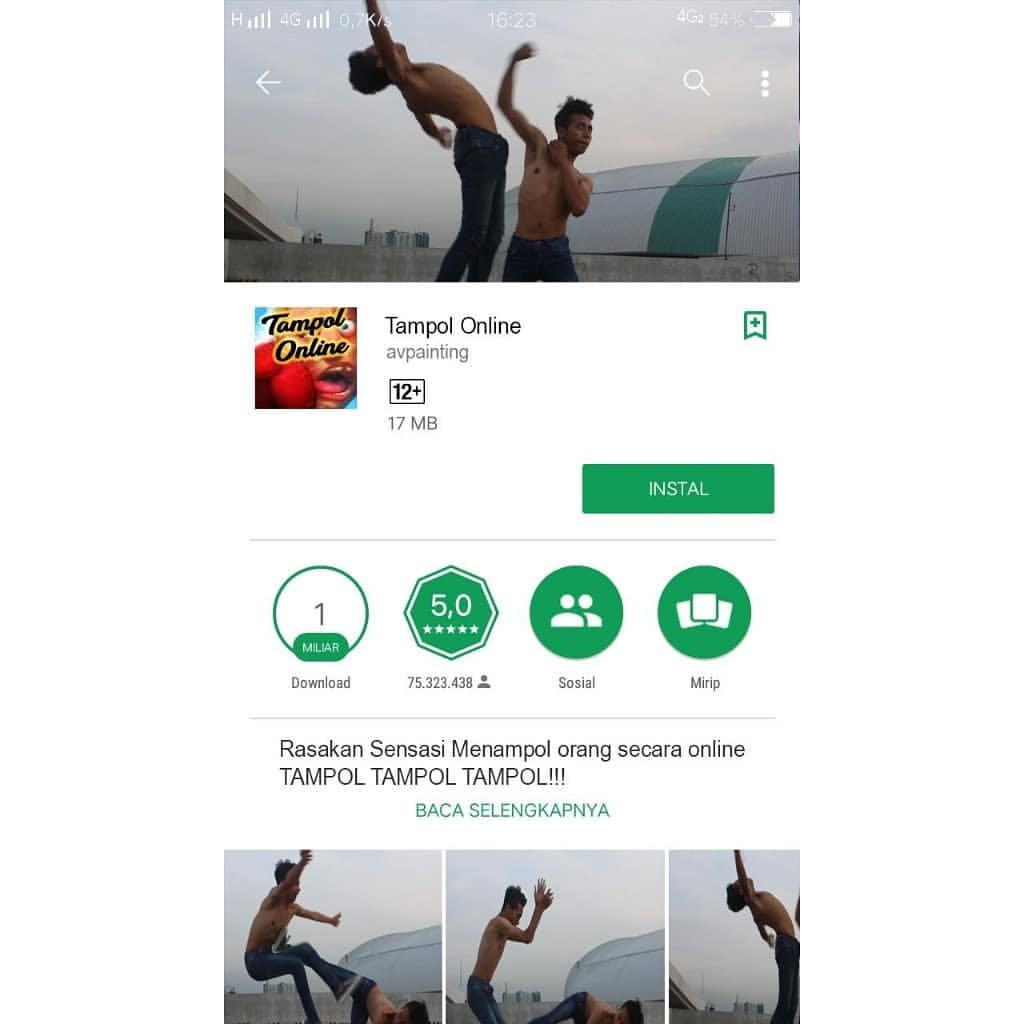 H 4G 0,7K/s 16:23 4G2 54%
Tampol
Online
Tampol Online
avpainting
12+
17 MB
INSTAL
1
MILIAR
5,0
Download
75.323.438
Sosial
Mirip
Rasakan Sensasi Menampol orang secara online
TAMPOL TAMPOL TAMPOL!!!
BACA SELENGKAPNYA